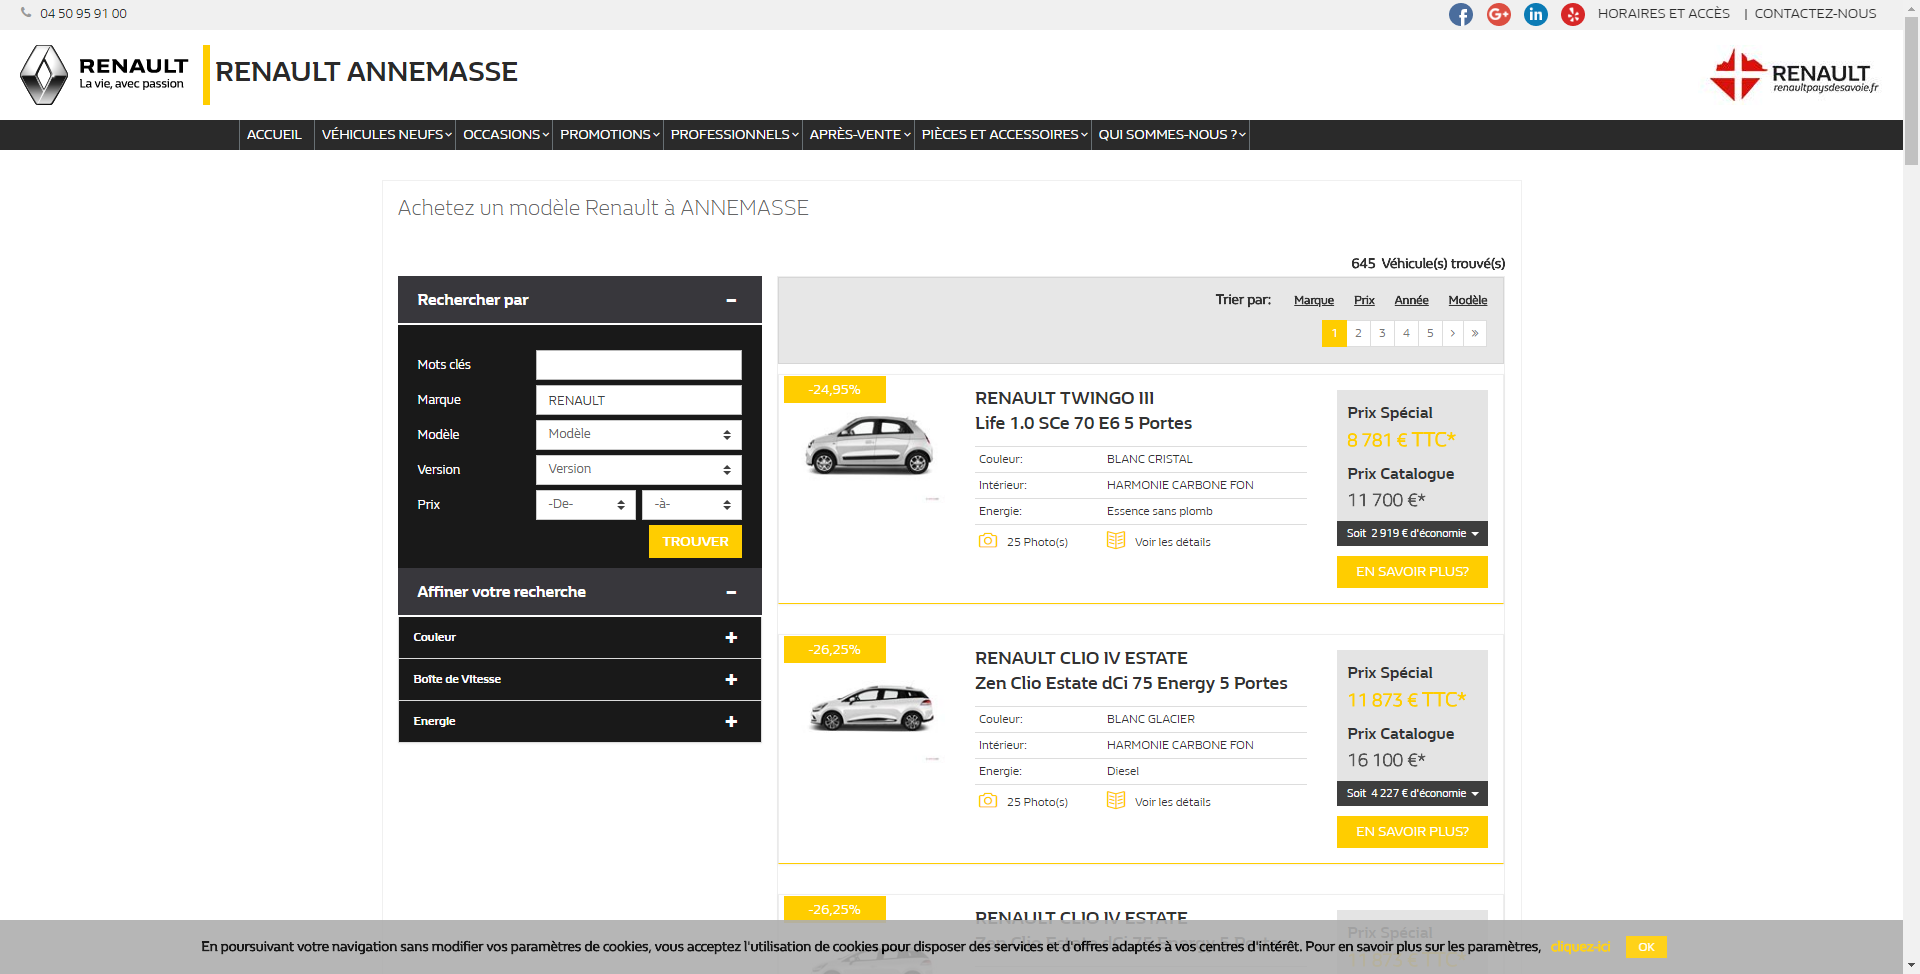 04 50 95 91 00
HORAIRES ET ACCÈS | CONTACTEZ-NOUS
RENAULT
La vie, avec passion
RENAULT ANNEMASSE
RENAULT
renaultpaysdesavoie.fr
ACCUEIL VÉHICULES NEUFS OCCASIONS PROMOTIONS PROFESSIONNELS APRÈS-VENTE PIÈCES ET ACCESSOIRES QUI SOMMES-NOUS ?
Achetez un modèle Renault à ANNEMASSE
645 Véhicule(s) trouvé(s)
Rechercher par
Mots clés
Marque RENAULT
Modèle Modèle
Version Version
Prix -De- -à-
TROUVER
Affiner votre recherche
Couleur
Boîte de Vitesse
Energie
Trier par: Marque Prix Année Modèle
1 2 3 4 5 › »
-24,95%
RENAULT TWINGO III
Life 1.0 SCe 70 E6 5 Portes
Couleur: BLANC CRISTAL
Intérieur: HARMONIE CARBONE FON
Energie: Essence sans plomb
25 Photo(s) Voir les détails
Prix Spécial
8 781 € TTC*
Prix Catalogue
11 700 €*
Soit 2 919 € d'économie
EN SAVOIR PLUS?
-26,25%
RENAULT CLIO IV ESTATE
Zen Clio Estate dCi 75 Energy 5 Portes
Couleur: BLANC GLACIER
Intérieur: HARMONIE CARBONE FON
Energie: Diesel
25 Photo(s) Voir les détails
Prix Spécial
11 873 € TTC*
Prix Catalogue
16 100 €*
Soit 4 227 € d'économie
EN SAVOIR PLUS?
-26,25%
RENAULT CLIO IV ESTATE
Zen Clio Estate dCi 75 Energy 5 Portes
Prix Spécial
En poursuivant votre navigation sans modifier vos paramètres de cookies, vous acceptez l'utilisation de cookies pour disposer des services et d'offres adaptés à vos centres d'intérêt. Pour en savoir plus sur les paramètres, cliquez-ici OK